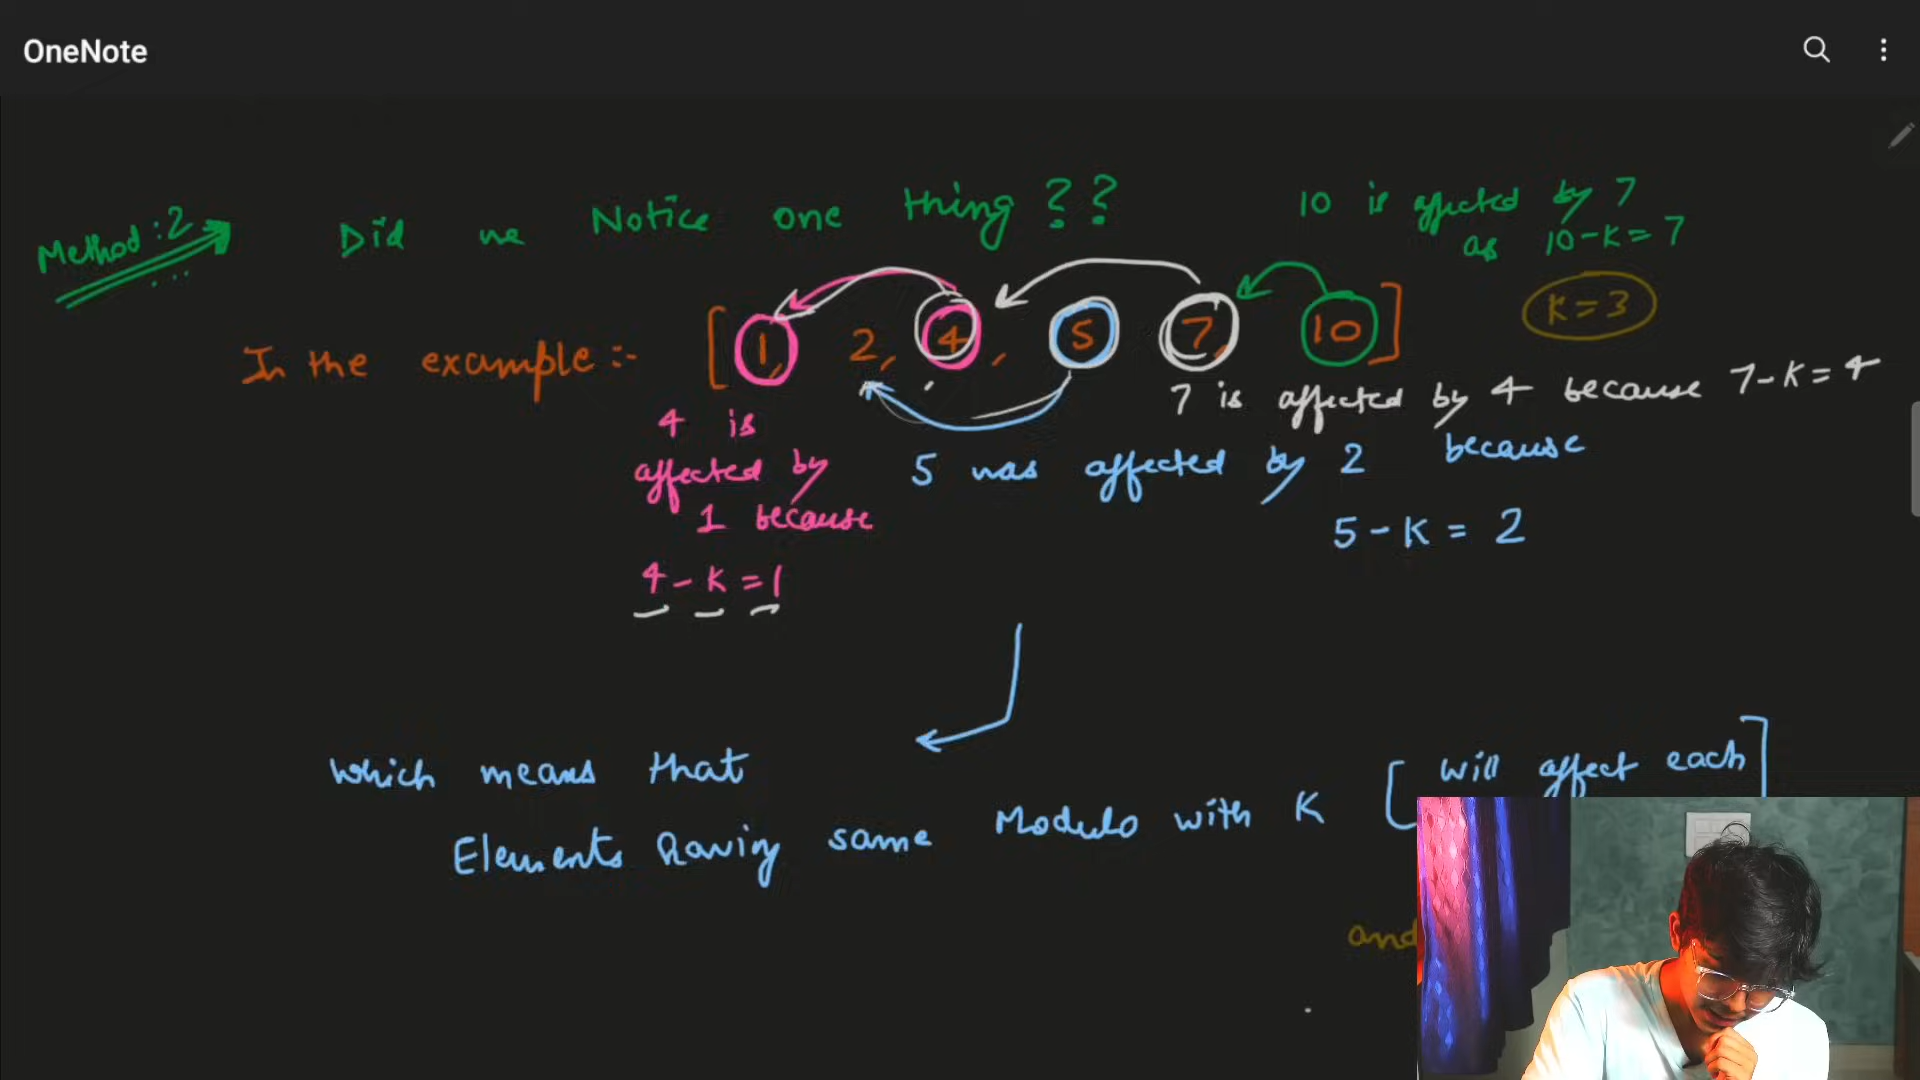 OneNote
Method:2
Did we Notice one thing??
10 is affected by 7
as 10-K=7
K=3
In the example:- [1, 2, 4, 5 7, 10]
7 is affected by 4 because 7-K=4
4 is
affected by
1 because
4-K=1
5 was affected by 2 because
5-K = 2
which means that
Elements Having same Modulo with K [will affect each]
and